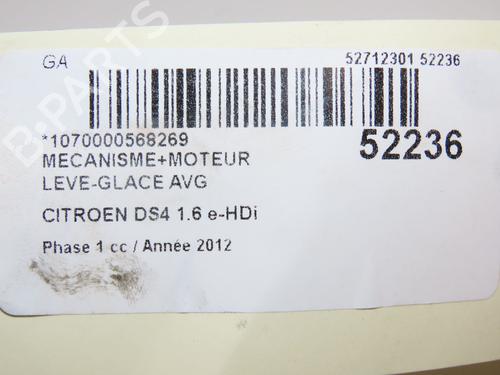 GA
52712301 52236
*1070000568269
52236
MECANISME+MOTEUR
LEVE-GLACE AVG
CITROEN DS4 1.6 e-HDi
Phase 1 cc / Année 2012
B-PARTS